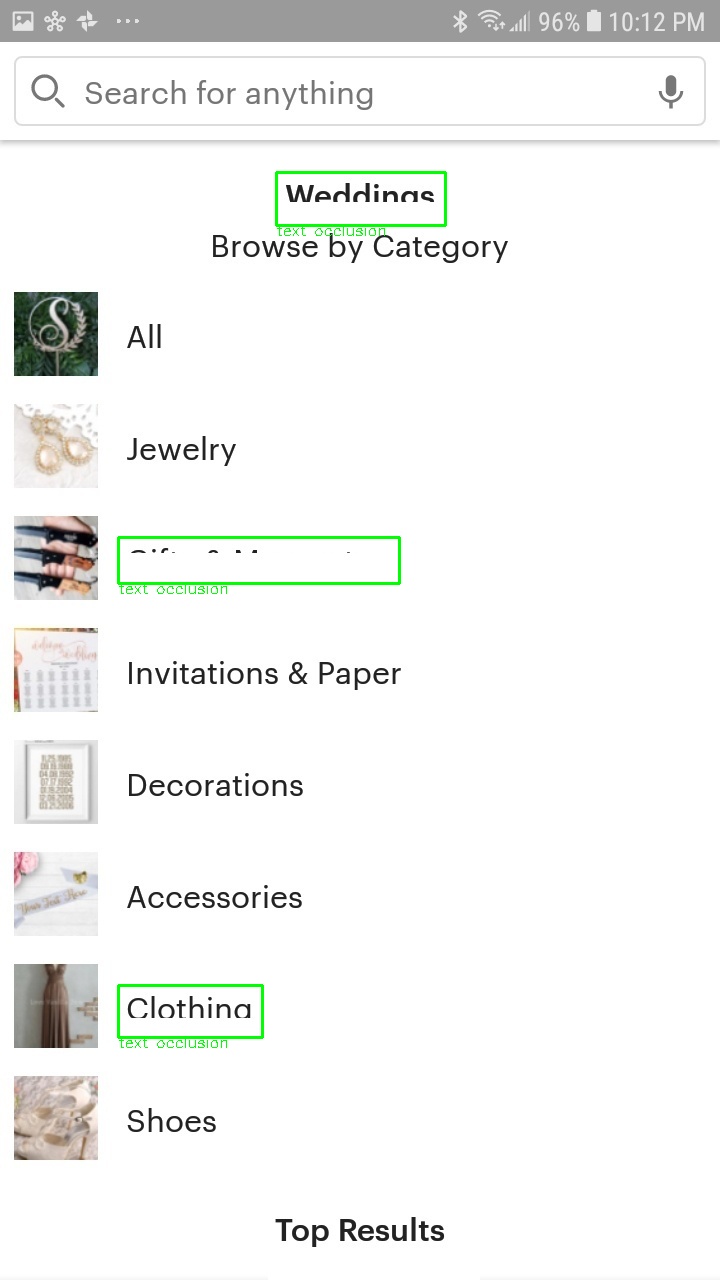 96% 10:12 PM
Search for anything
Weddings
text occlusion
Browse by Category
All
Jewelry
Gifts &
text occlusion
Invitations & Paper
Decorations
Accessories
Clothing
text occlusion
Shoes
Top Results